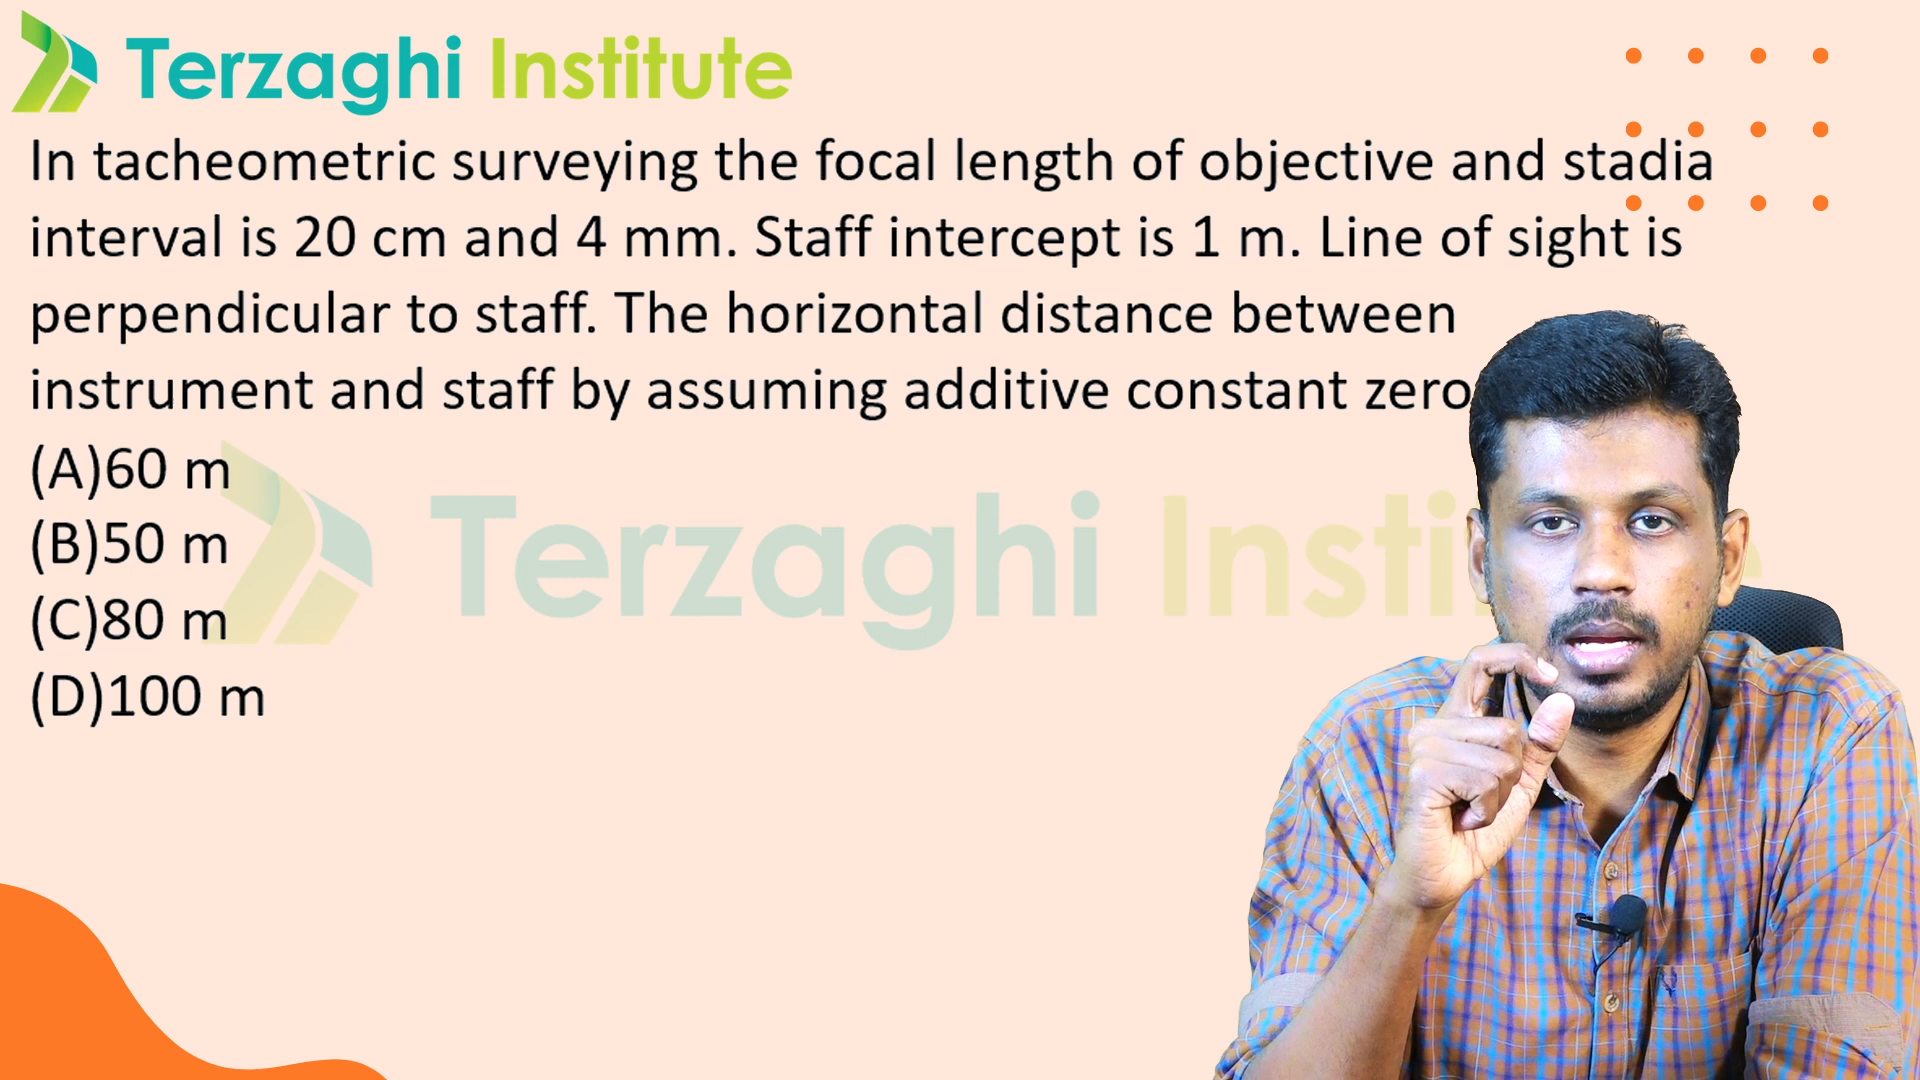 Terzaghi Institute
In tacheometric surveying the focal length of objective and stadia
interval is 20 cm and 4 mm. Staff intercept is 1 m. Line of sight is
perpendicular to staff. The horizontal distance between
instrument and staff by assuming additive constant zero
(A)60 m
(B)50 m
(C)80 m
(D)100 m
Terzaghi Insti